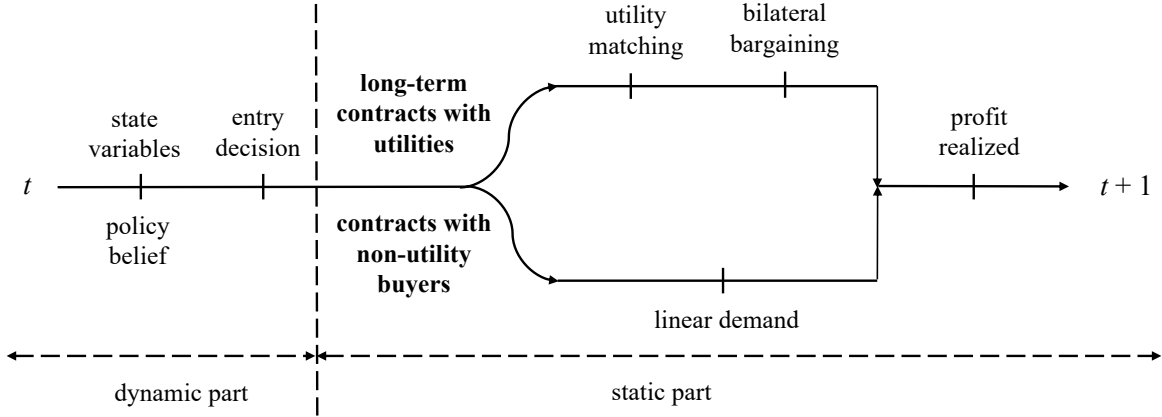 utility
matching
bilateral
bargaining
long-term
contracts with
utilities
state
variables
entry
decision
profit
realized
t
t + 1
policy
belief
contracts with
non-utility
buyers
linear demand
dynamic part
static part